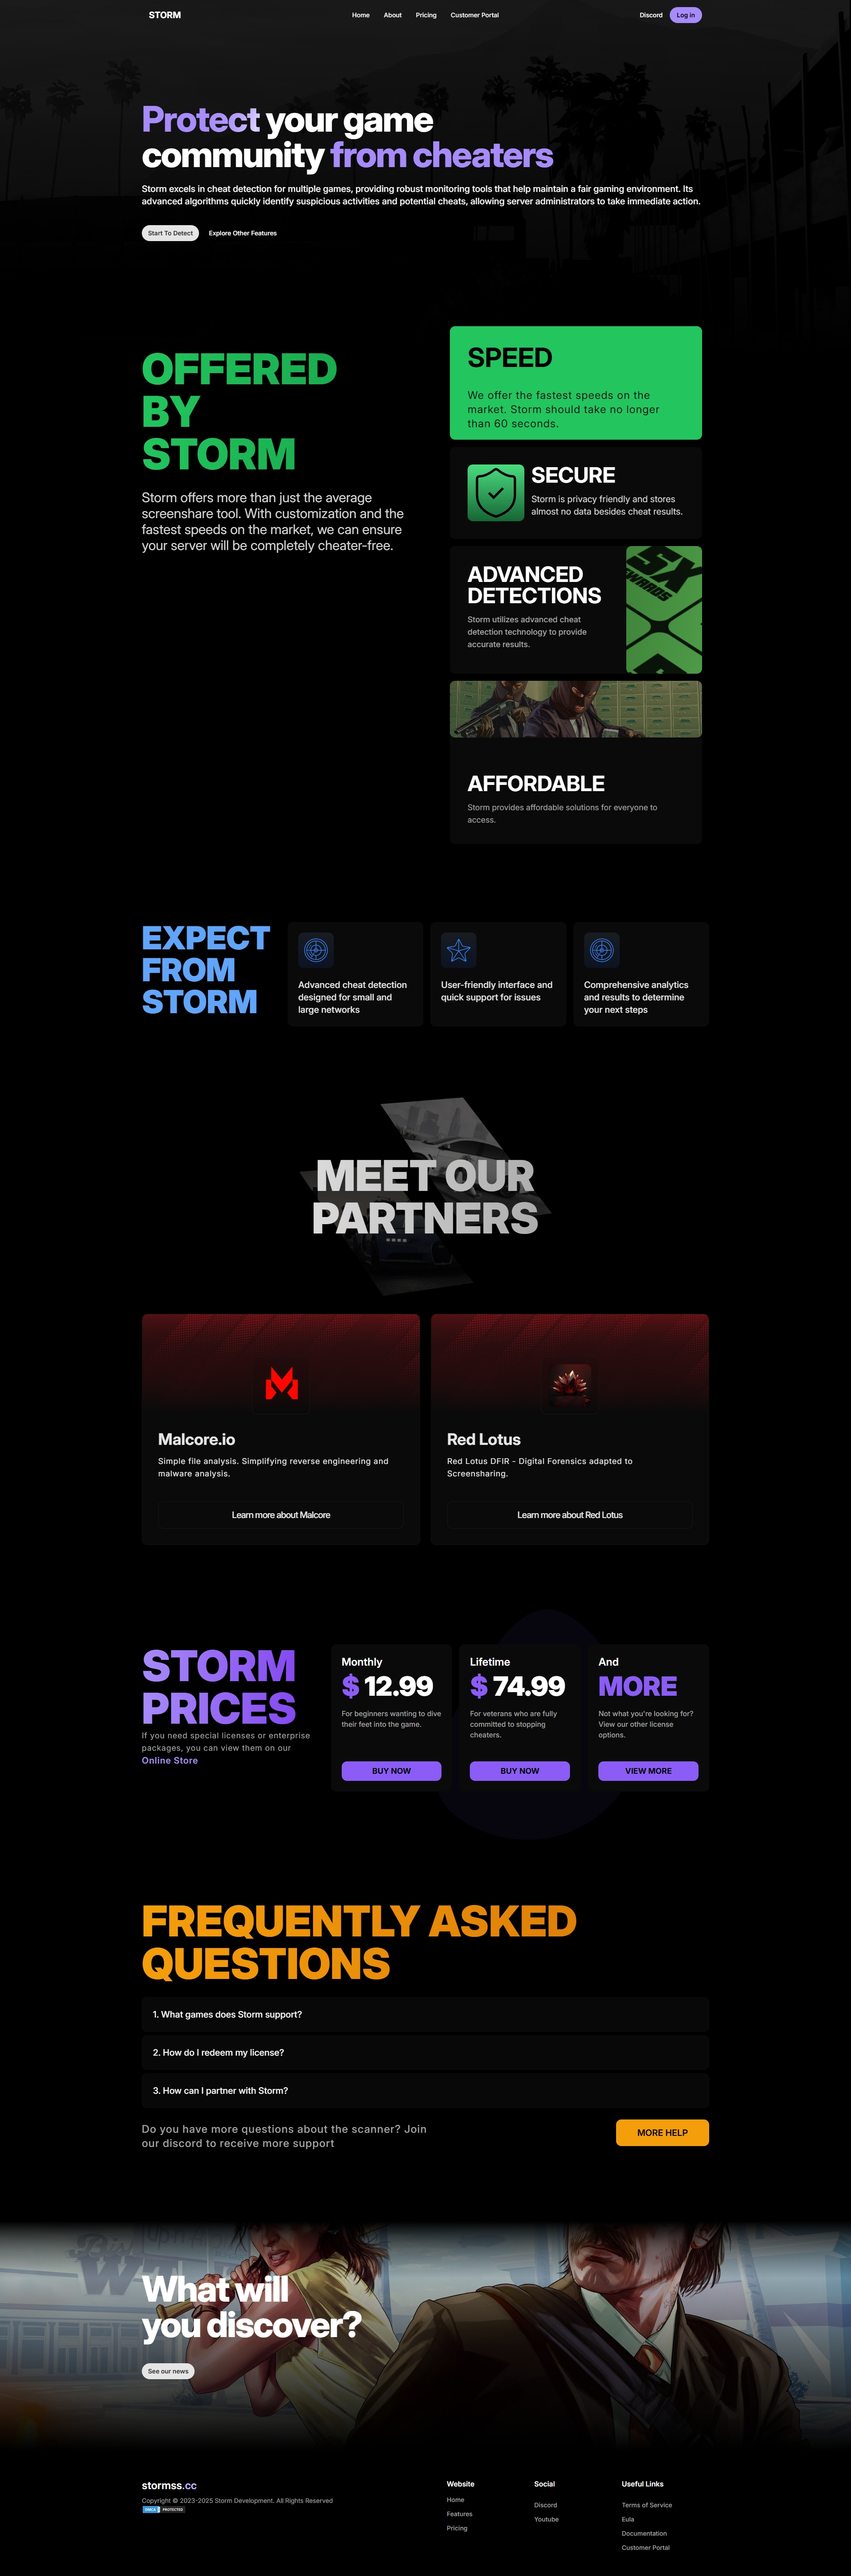 STORM
Home
About
Pricing
Customer Portal
Discord
Log in
Protect your game
community from cheaters
Storm excels in cheat detection for multiple games, providing robust monitoring tools that help maintain a fair gaming environment. Its
advanced algorithms quickly identify suspicious activities and potential cheats, allowing server administrators to take immediate action.
Start To Detect
Explore Other Features
OFFERED
BY
STORM
Storm offers more than just the average
screenshare tool. With customization and the
fastest speeds on the market, we can ensure
your server will be completely cheater-free.
SPEED
We offer the fastest speeds on the
market. Storm should take no longer
than 60 seconds.
SECURE
Storm is privacy friendly and stores
almost no data besides cheat results.
ADVANCED
DETECTIONS
Storm utilizes advanced cheat
detection technology to provide
accurate results.
AFFORDABLE
Storm provides affordable solutions for everyone to
access.
EXPECT
FROM
STORM
Advanced cheat detection
designed for small and
large networks
User-friendly interface and
quick support for issues
Comprehensive analytics
and results to determine
your next steps
MEET OUR
PARTNERS
Malcore.io
Simple file analysis. Simplifying reverse engineering and
malware analysis.
Learn more about Malcore
Red Lotus
Red Lotus DFIR - Digital Forensics adapted to
Screensharing.
Learn more about Red Lotus
STORM
PRICES
If you need special licenses or enterprise
packages, you can view them on our
Online Store
Monthly
$ 12.99
For beginners wanting to dive
their feet into the game.
BUY NOW
Lifetime
$ 74.99
For veterans who are fully
committed to stopping
cheaters.
BUY NOW
And
MORE
Not what you're looking for?
View our other license
options.
VIEW MORE
FREQUENTLY ASKED
QUESTIONS
1. What games does Storm support?
2. How do I redeem my license?
3. How can I partner with Storm?
Do you have more questions about the scanner? Join
our discord to receive more support
MORE HELP
What will
you discover?
See our news
stormss.cc
Copyright © 2023-2025 Storm Development. All Rights Reserved
DMCA PROTECTED
Website
Home
Features
Pricing
Social
Discord
Youtube
Useful Links
Terms of Service
Eula
Documentation
Customer Portal